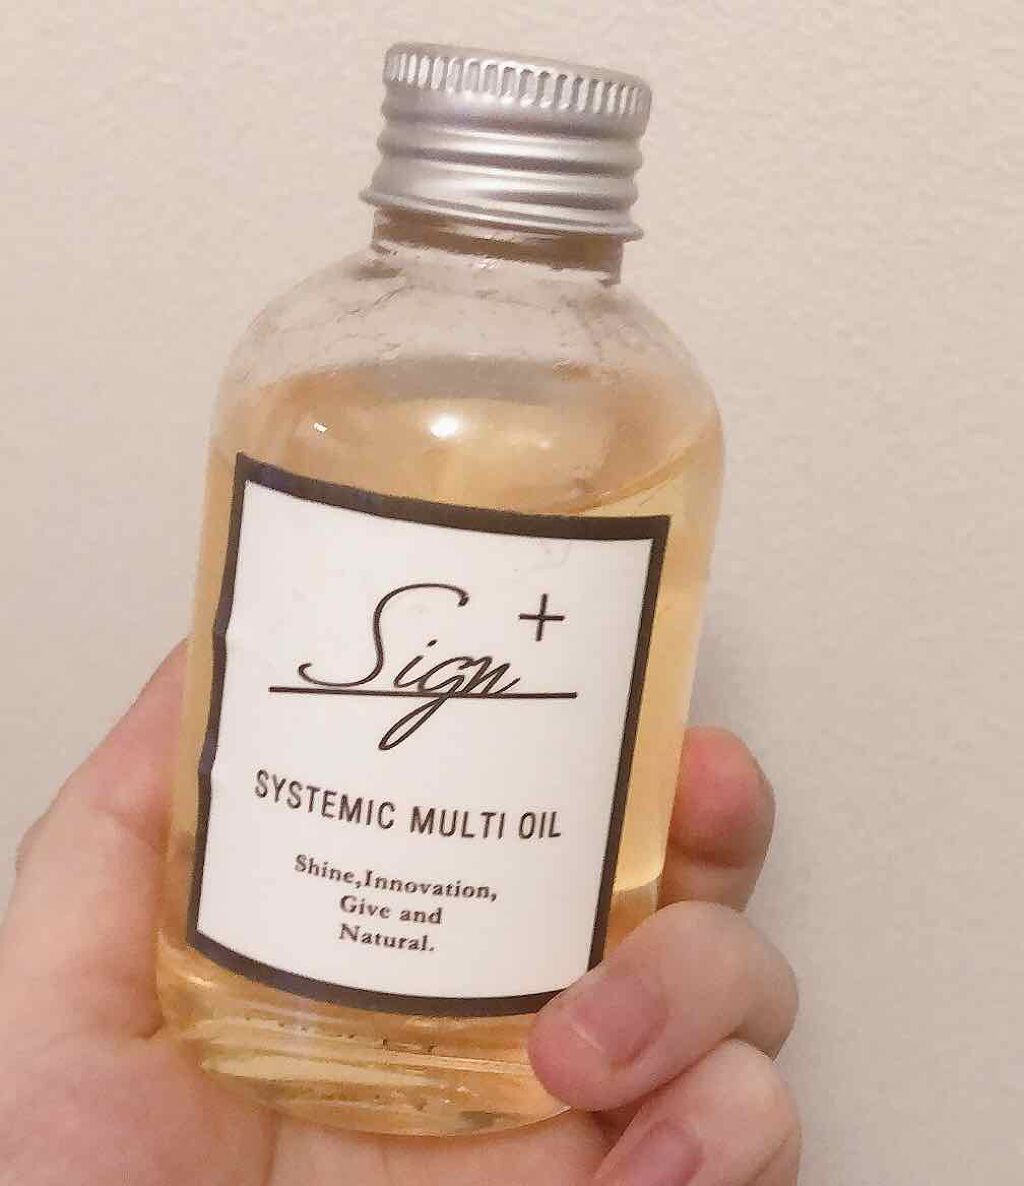 Sign+
SYSTEMIC MULTI OIL
Shine,Innovation,
Give and
Natural.